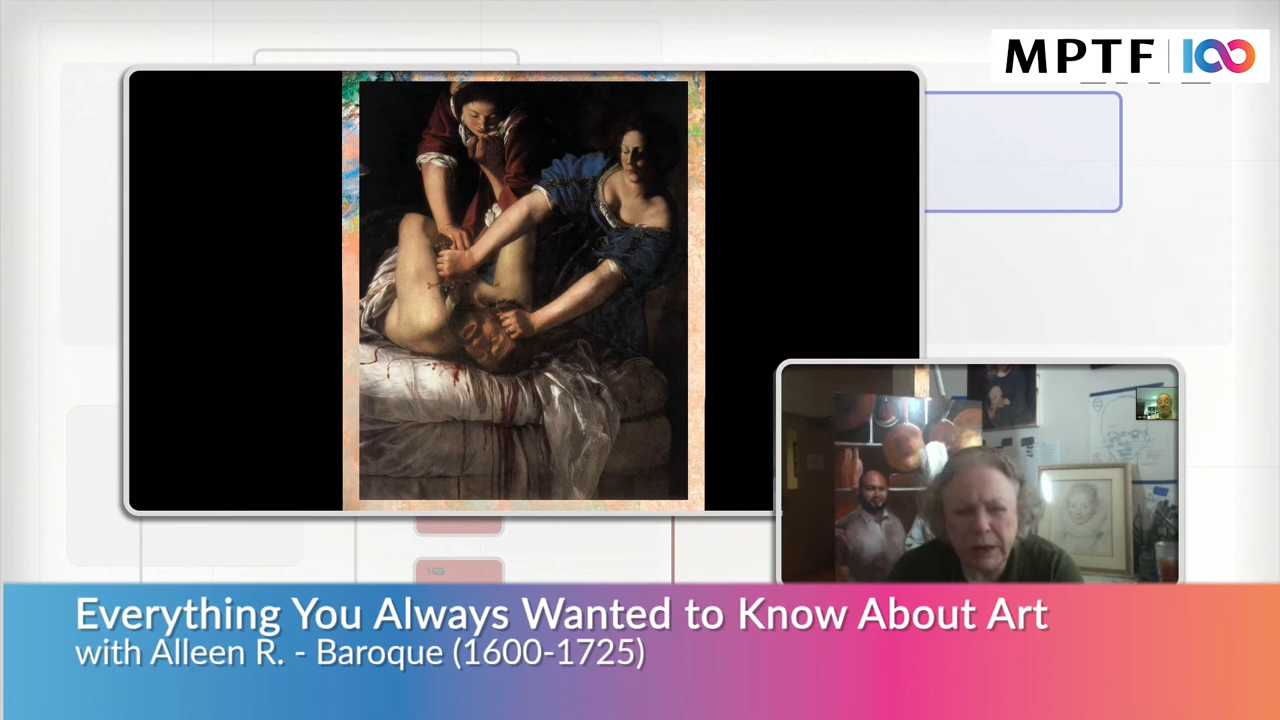 MPTF | 100
Everything You Always Wanted to Know About Art
with Alleen R. - Baroque (1600-1725)